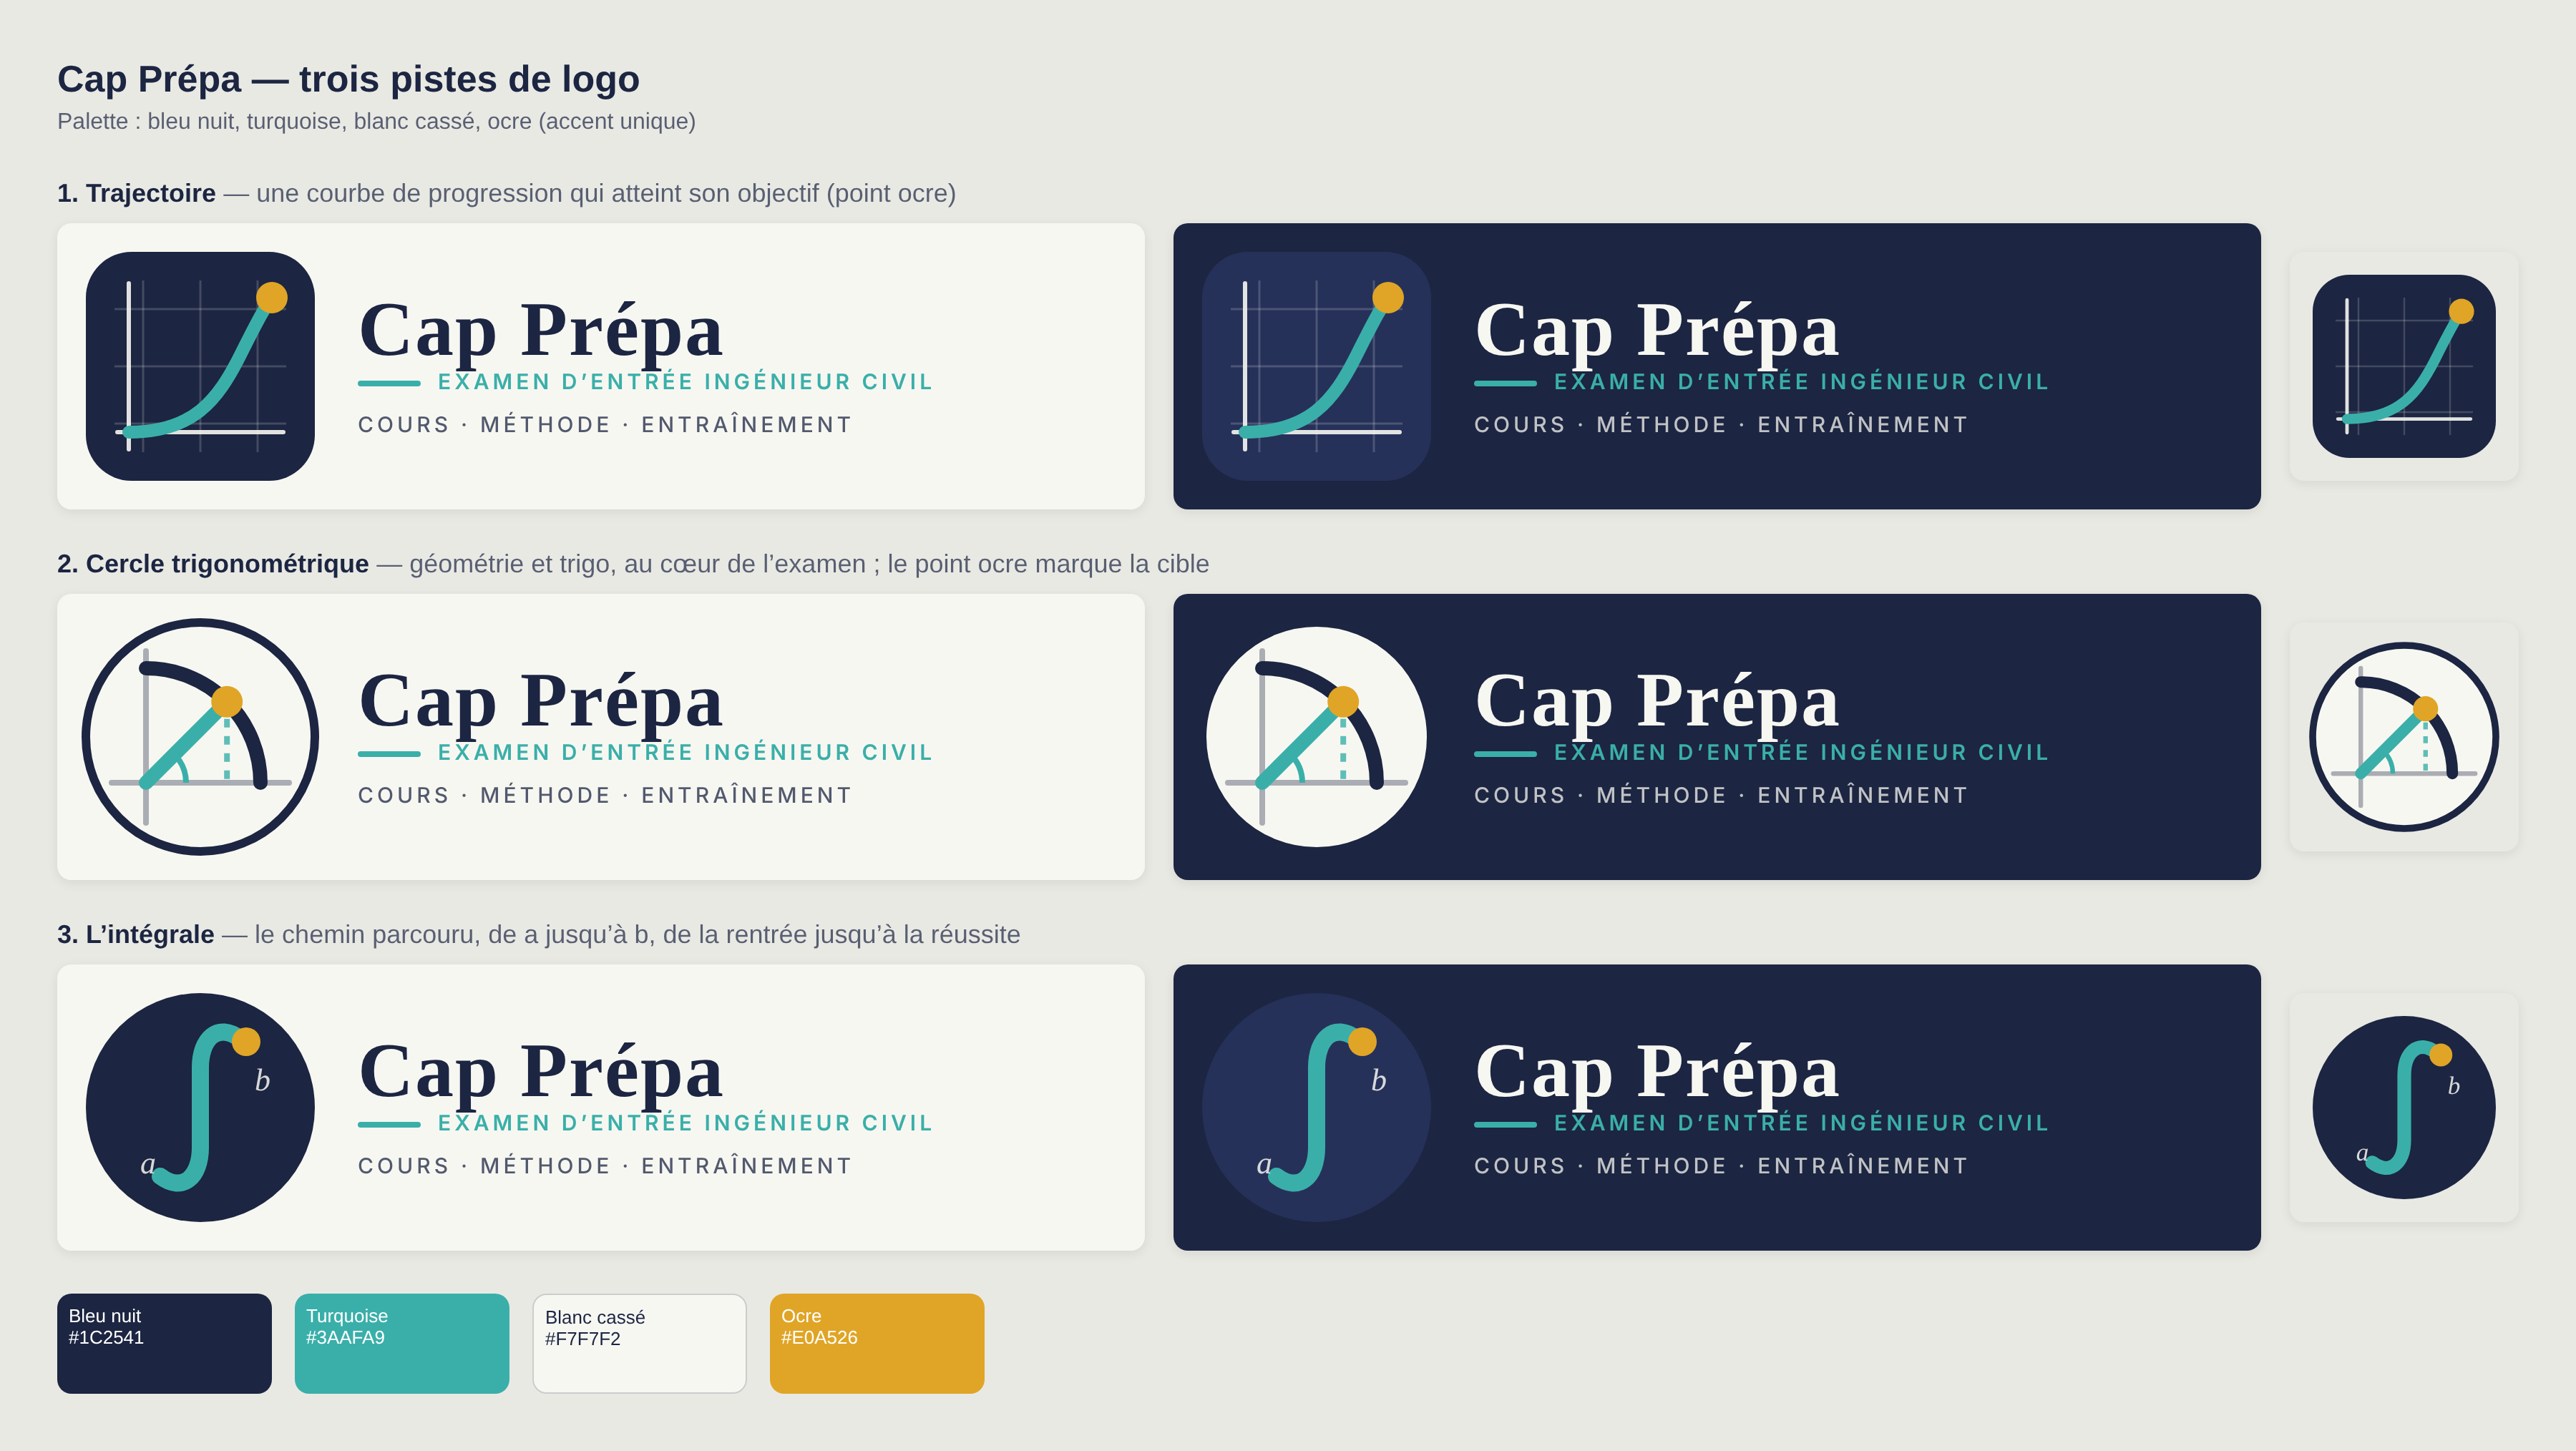 Cap Prépa — trois pistes de logo
Palette : bleu nuit, turquoise, blanc cassé, ocre (accent unique)
1. Trajectoire — une courbe de progression qui atteint son objectif (point ocre)
Cap Prépa
EXAMEN D’ENTRÉE INGÉNIEUR CIVIL
COURS · MÉTHODE · ENTRAÎNEMENT
Cap Prépa
EXAMEN D’ENTRÉE INGÉNIEUR CIVIL
COURS · MÉTHODE · ENTRAÎNEMENT
2. Cercle trigonométrique — géométrie et trigo, au cœur de l’examen ; le point ocre marque la cible
Cap Prépa
EXAMEN D’ENTRÉE INGÉNIEUR CIVIL
COURS · MÉTHODE · ENTRAÎNEMENT
Cap Prépa
EXAMEN D’ENTRÉE INGÉNIEUR CIVIL
COURS · MÉTHODE · ENTRAÎNEMENT
3. L’intégrale — le chemin parcouru, de a jusqu’à b, de la rentrée jusqu’à la réussite
b
a
Cap Prépa
EXAMEN D’ENTRÉE INGÉNIEUR CIVIL
COURS · MÉTHODE · ENTRAÎNEMENT
b
a
Cap Prépa
EXAMEN D’ENTRÉE INGÉNIEUR CIVIL
COURS · MÉTHODE · ENTRAÎNEMENT
b
a
Bleu nuit
#1C2541
Turquoise
#3AAFA9
Blanc cassé
#F7F7F2
Ocre
#E0A526